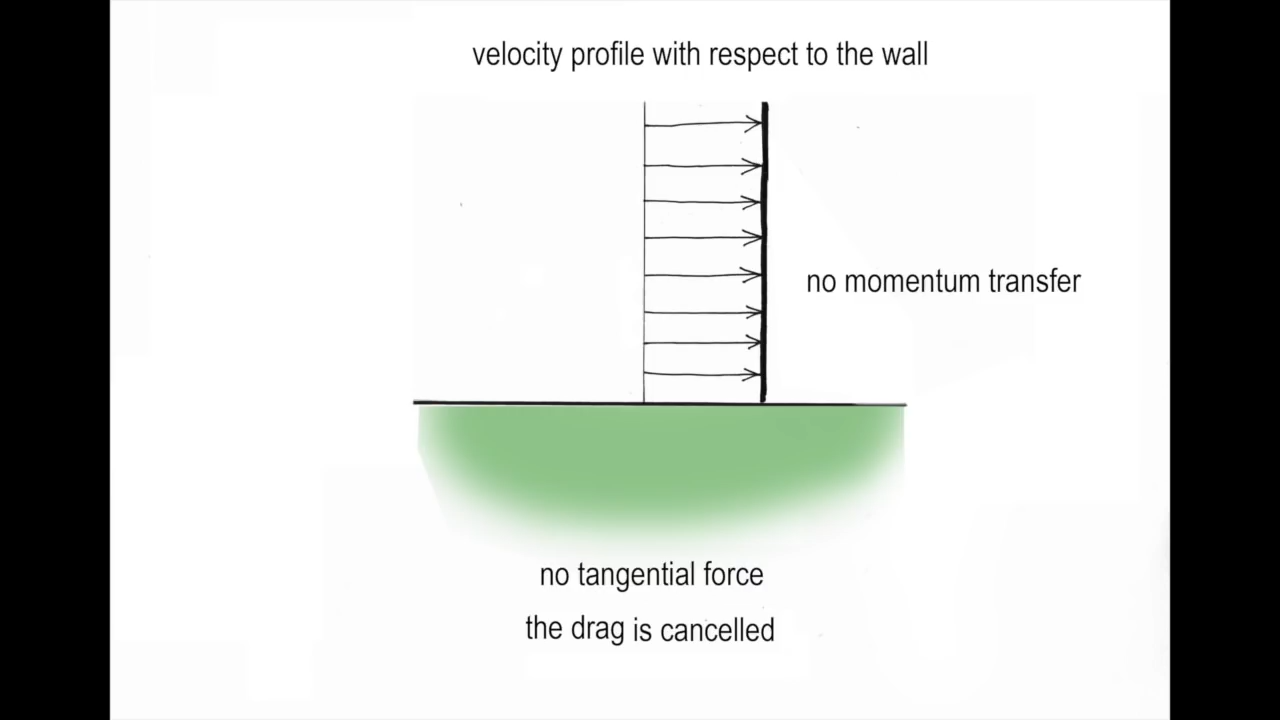 velocity profile with respect to the wall
no momentum transfer
no tangential force
the drag is cancelled